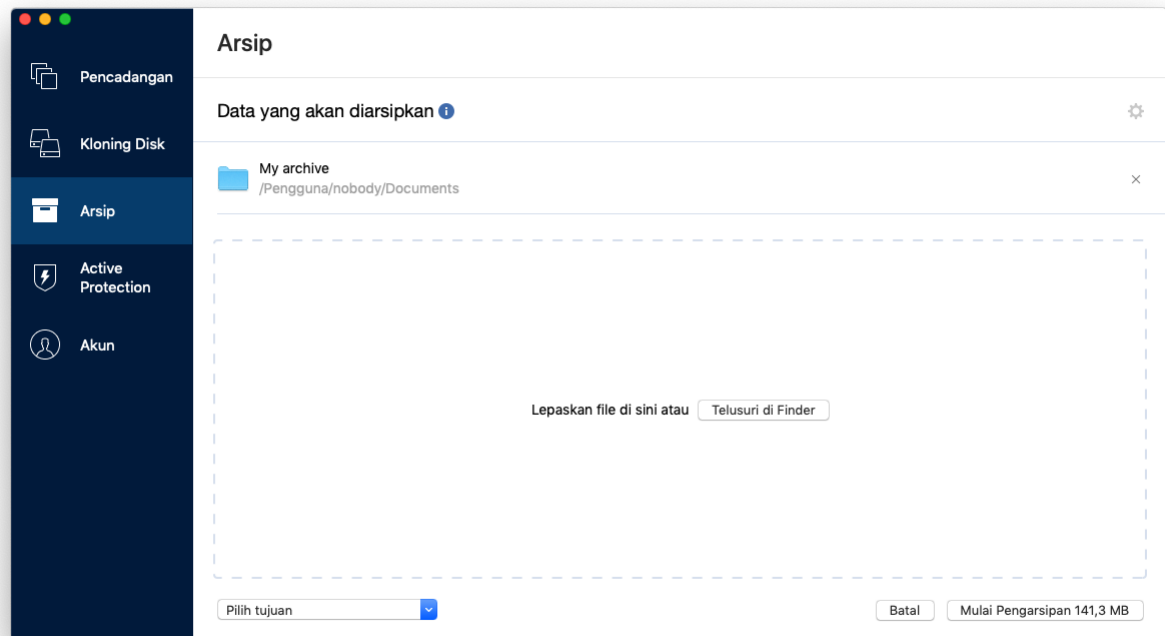 Arsip
Pencadangan
Kloning Disk
Arsip
Active
Protection
Akun
Data yang akan diarsipkan
My archive
/Pengguna/nobody/Documents
Lepaskan file di sini atau Telusuri di Finder
Pilih tujuan
Batal
Mulai Pengarsipan 141,3 MB